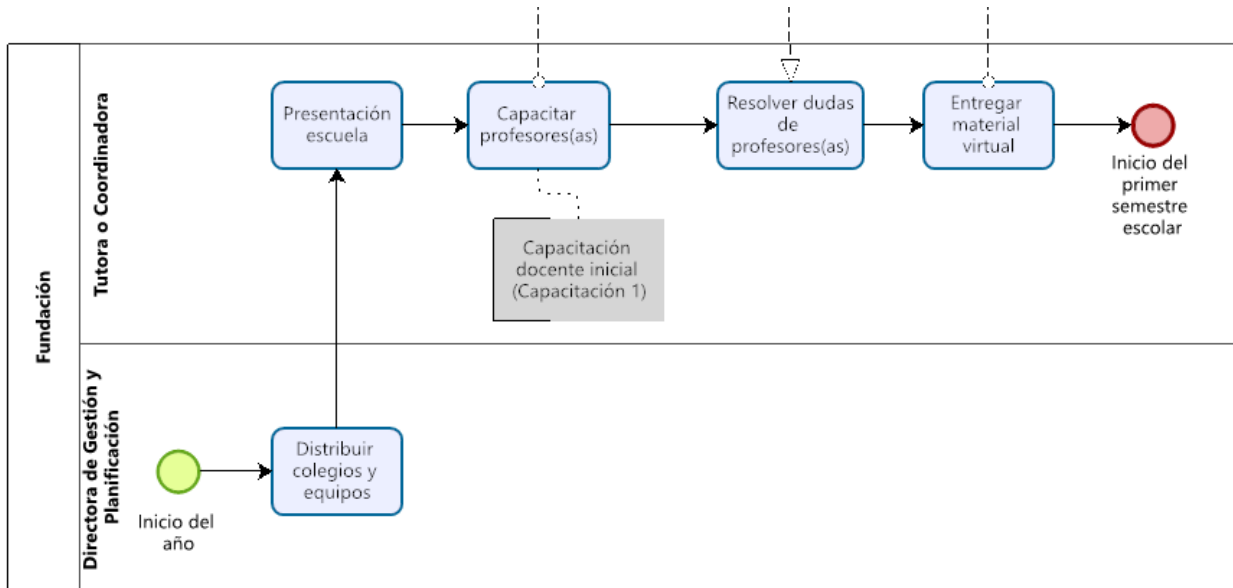 Fundación
Tutora o Coordinadora
Presentación
escuela
Capacitar
profesores(as)
Resolver dudas
de
profesores(as)
Entregar
material
virtual
Inicio del
primer
semestre
escolar
Capacitación
docente inicial
(Capacitación 1)
Directora de Gestión y
Planificación
Inicio del
año
Distribuir
colegios y
equipos